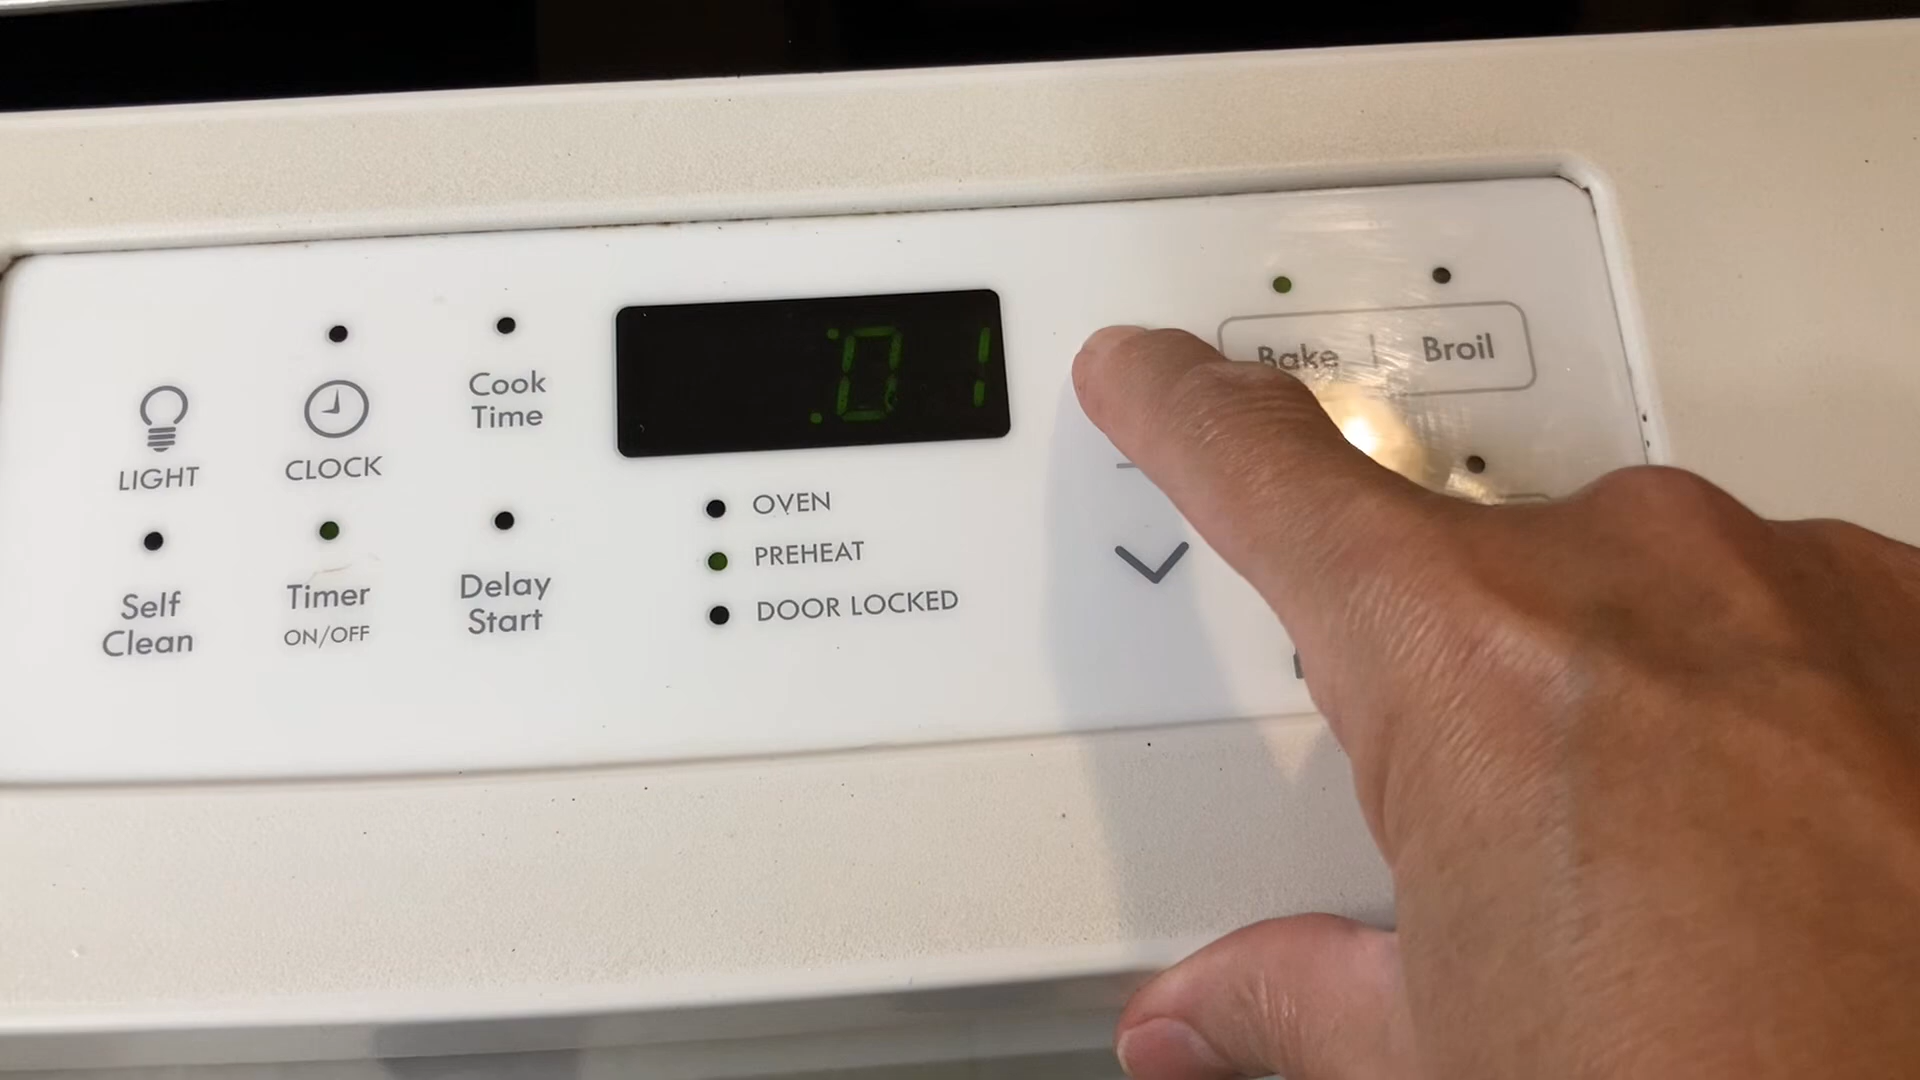 :01
Bake | Broil
Cook
Time
LIGHT
CLOCK
OVEN
PREHEAT
DOOR LOCKED
Self
Clean
Timer
ON/OFF
Delay
Start